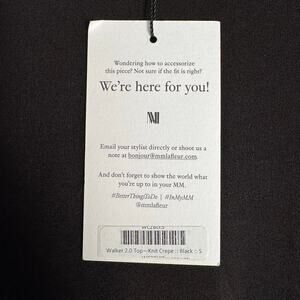 Wondering how to accessorize
this piece? Not sure if the fit is right?
We're here for you!
Email your stylist directly or shoot us a
note at bonjour@mmlafleur.com.
And don't forget to show the world what
you're up to in your MM.
#BetterThingsToDo | #InMyMM
@mmlafleur
Walker 2.0 Top—Knit Crepe :: Black :: S